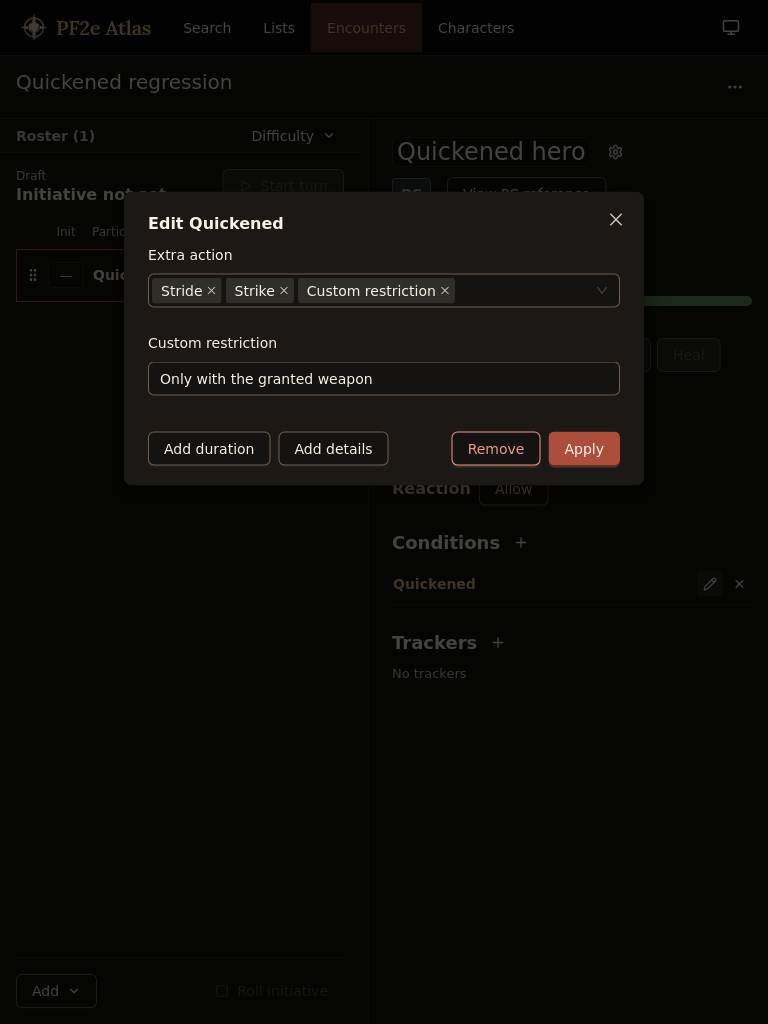 PF2e Atlas Search Lists Encounters Characters
Quickened regression
Roster (1) Difficulty
Draft
Initiative not set Start turn
Init
Quickened hero
View PC reference
Edit Quickened
Extra action
Stride Strike Custom restriction
Custom restriction
Only with the granted weapon
Add duration Add details Remove Apply
Heal
Reaction Allow
Conditions
Quickened
Trackers
No trackers
Add Roll initiative